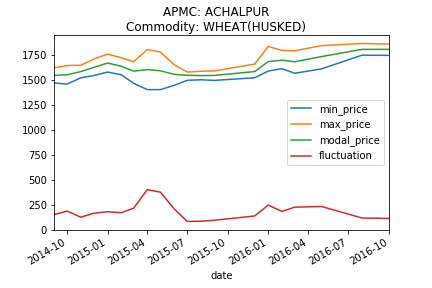 APMC: ACHALPUR
Commodity: WHEAT(HUSKED)
1750
1500
1250
1000
750
500
250
0
min_price
max_price
modal_price
fluctuation
2014-10
2015-01
2015-04
2015-07
2015-10
2016-01
2016-04
2016-07
2016-10
date